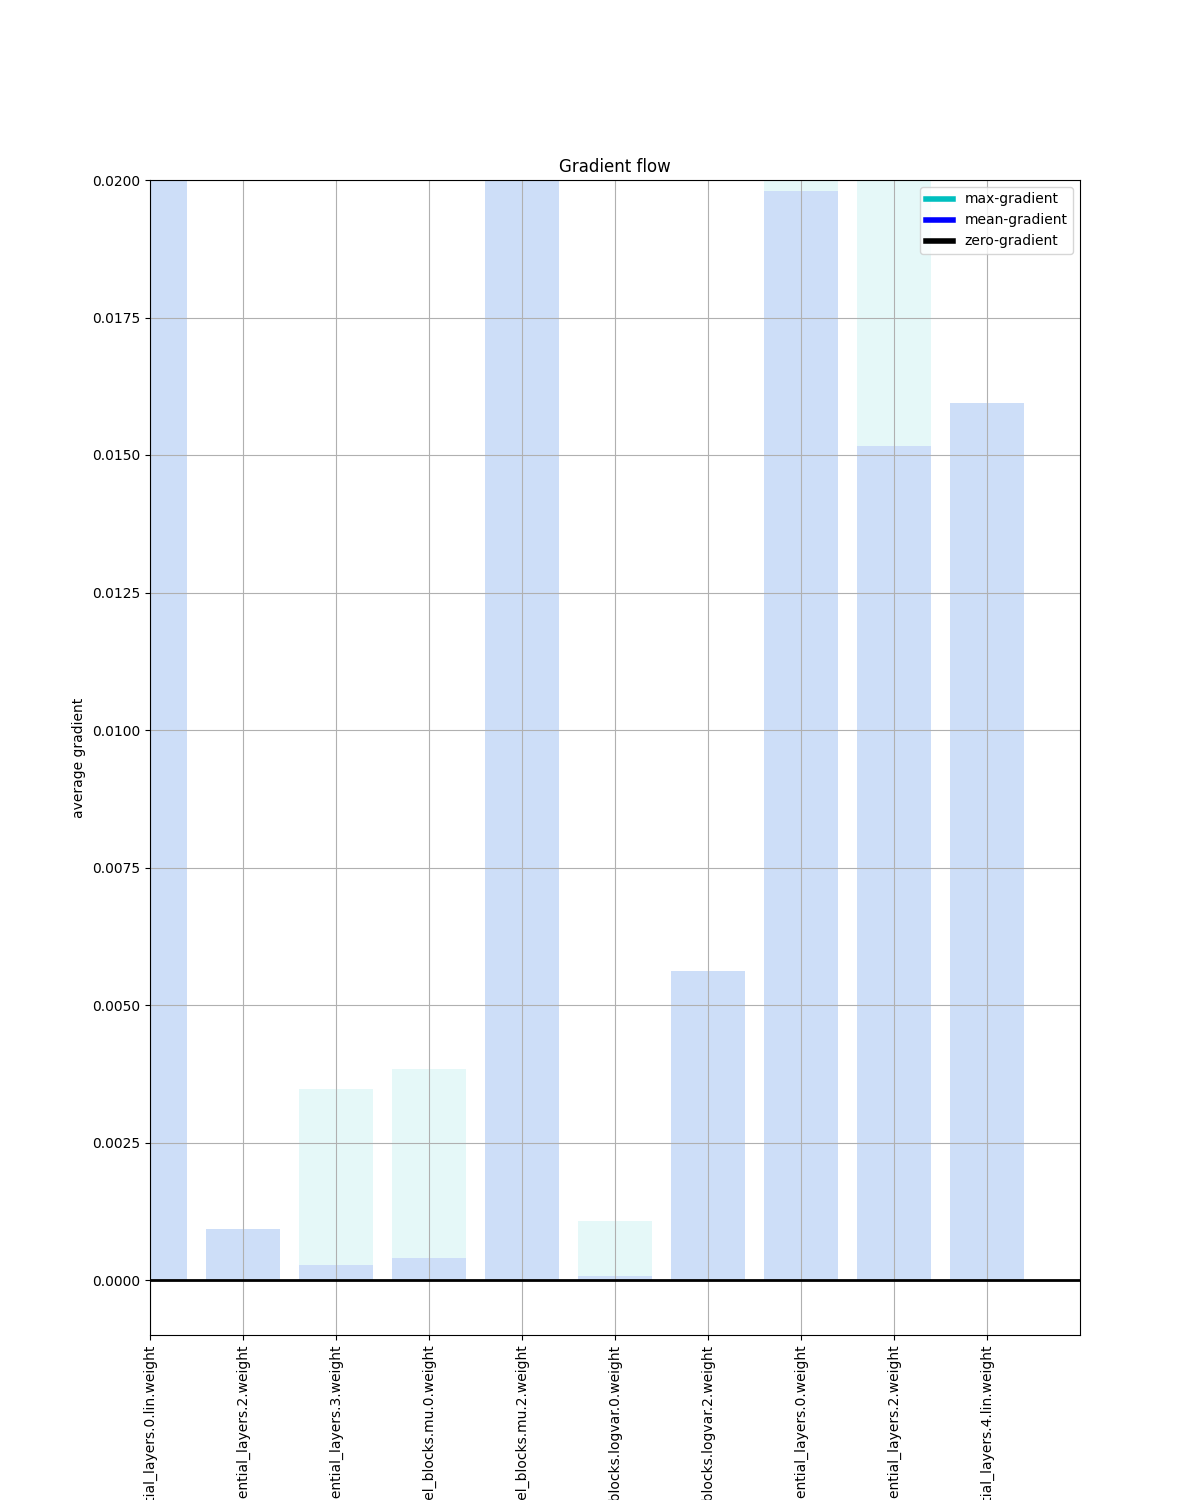 Gradient flow
max-gradient
mean-gradient
zero-gradient
average gradient
0.0200
0.0175
0.0150
0.0125
0.0100
0.0075
0.0050
0.0025
0.0000
tial_layers.0.lin.weight
ential_layers.2.weight
ential_layers.3.weight
el_blocks.mu.0.weight
el_blocks.mu.2.weight
blocks.logvar.0.weight
blocks.logvar.2.weight
ential_layers.0.weight
ential_layers.2.weight
tial_layers.4.lin.weight